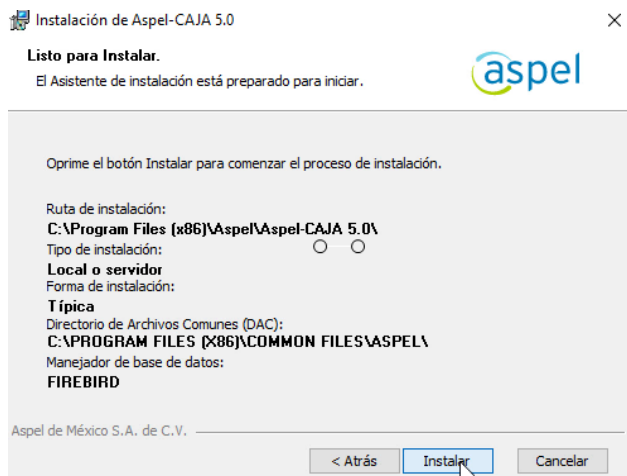 Instalación de Aspel-CAJA 5.0
Listo para Instalar.
El Asistente de instalación está preparado para iniciar.
aspel
Oprime el botón Instalar para comenzar el proceso de instalación.
Ruta de instalación:
C:\Program Files (x86)\Aspel\Aspel-CAJA 5.0\
Tipo de instalación:
Local o servidor
Forma de instalación:
Típica
Directorio de Archivos Comunes (DAC):
C:\PROGRAM FILES (X86)\COMMON FILES\ASPEL\
Manejador de base de datos:
FIREBIRD
Aspel de México S.A. de C.V.
< Atrás Instalar Cancelar